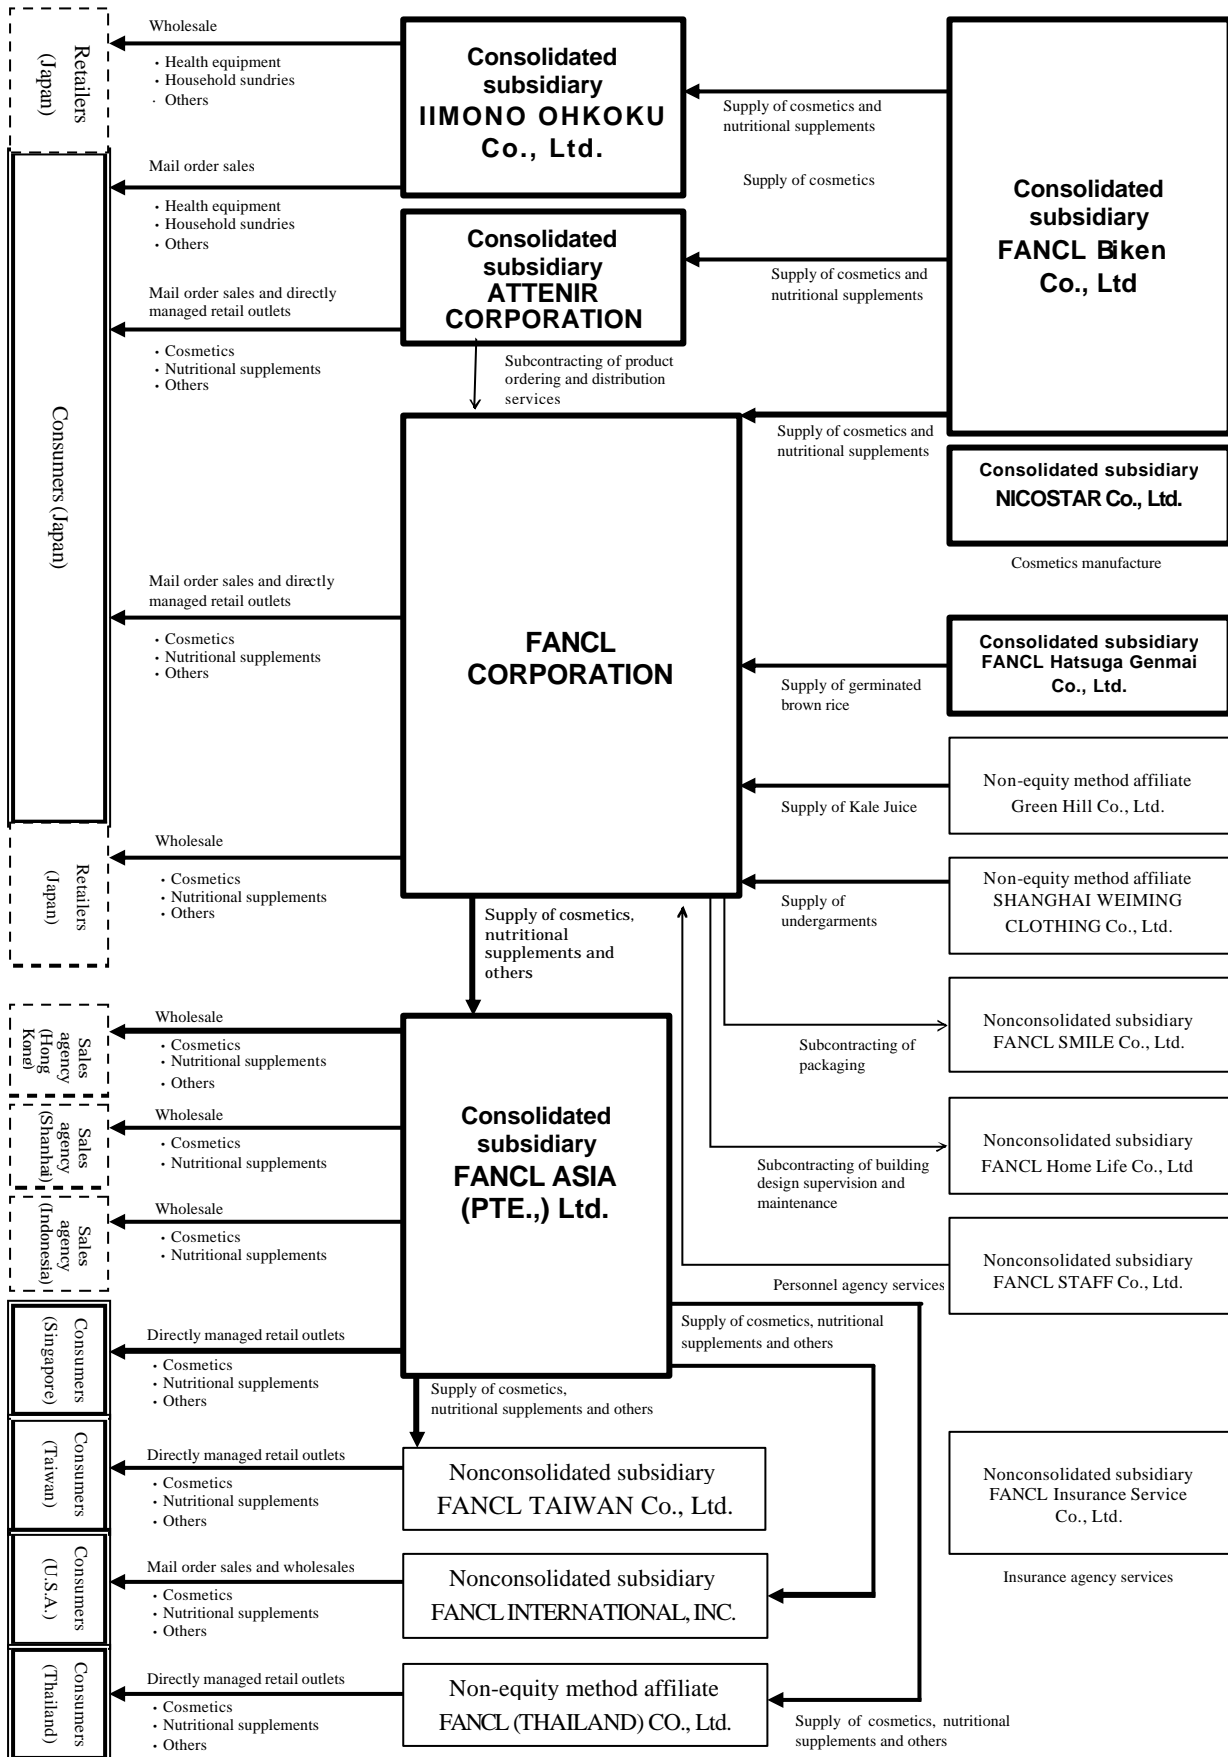 Retailers
(Japan)
Wholesale
・Health equipment
・Household sundries
・Others
Consolidated
subsidiary
IIMONO OHKOKU
Co., Ltd.
Supply of cosmetics and
nutritional supplements
Supply of cosmetics
Consolidated
subsidiary
FANCL Biken
Co., Ltd
Consumers (Japan)
Mail order sales
・Health equipment
・Household sundries
・Others
Consolidated
subsidiary
ATTENIR
CORPORATION
Supply of cosmetics and
nutritional supplements
Mail order sales and directly
managed retail outlets
・Cosmetics
・Nutritional supplements
・Others
Subcontracting of product
ordering and distribution
services
Supply of cosmetics and
nutritional supplements
Consolidated subsidiary
NICOSTAR Co., Ltd.
Cosmetics manufacture
Mail order sales and directly
managed retail outlets
・Cosmetics
・Nutritional supplements
・Others
FANCL
CORPORATION
Supply of germinated
brown rice
Consolidated subsidiary
FANCL Hatsuga Genmai
Co., Ltd.
Supply of Kale Juice
Non-equity method affiliate
Green Hill Co., Ltd.
Retailers
(Japan)
Wholesale
・Cosmetics
・Nutritional supplements
・Others
Supply of
undergarments
Non-equity method affiliate
SHANGHAI WEIMING
CLOTHING Co., Ltd.
Supply of cosmetics,
nutritional
supplements and
others
Sales
agency
(Hong
Kong)
Wholesale
・Cosmetics
・Nutritional supplements
・Others
Subcontracting of
packaging
Nonconsolidated subsidiary
FANCL SMILE Co., Ltd.
Sales
agency
(Shanhai)
Wholesale
・Cosmetics
・Nutritional supplements
Consolidated
subsidiary
FANCL ASIA
(PTE.,) Ltd.
Subcontracting of building
design supervision and
maintenance
Nonconsolidated subsidiary
FANCL Home Life Co., Ltd
Sales
agency
(Indonesia)
Wholesale
・Cosmetics
・Nutritional supplements
Personnel agency services
Nonconsolidated subsidiary
FANCL STAFF Co., Ltd.
Consumers
(Singapore)
Directly managed retail outlets
・Cosmetics
・Nutritional supplements
・Others
Supply of cosmetics, nutritional
supplements and others
Supply of cosmetics,
nutritional supplements and others
Consumers
(Taiwan)
Directly managed retail outlets
・Cosmetics
・Nutritional supplements
・Others
Nonconsolidated subsidiary
FANCL TAIWAN Co., Ltd.
Nonconsolidated subsidiary
FANCL Insurance Service
Co., Ltd.
Insurance agency services
Consumers
(U.S.A.)
Mail order sales and wholesales
・Cosmetics
・Nutritional supplements
・Others
Nonconsolidated subsidiary
FANCL INTERNATIONAL, INC.
Consumers
(Thailand)
Directly managed retail outlets
・Cosmetics
・Nutritional supplements
・Others
Non-equity method affiliate
FANCL (THAILAND) CO., Ltd.
Supply of cosmetics, nutritional
supplements and others